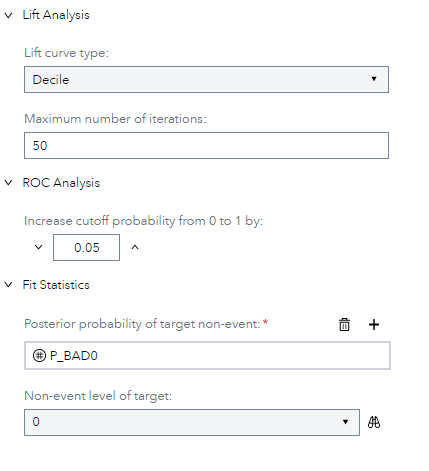 Lift Analysis
Lift curve type:
Decile
Maximum number of iterations:
50
ROC Analysis
Increase cutoff probability from 0 to 1 by:
0.05
Fit Statistics
Posterior probability of target non-event:*
P_BAD0
Non-event level of target:
0